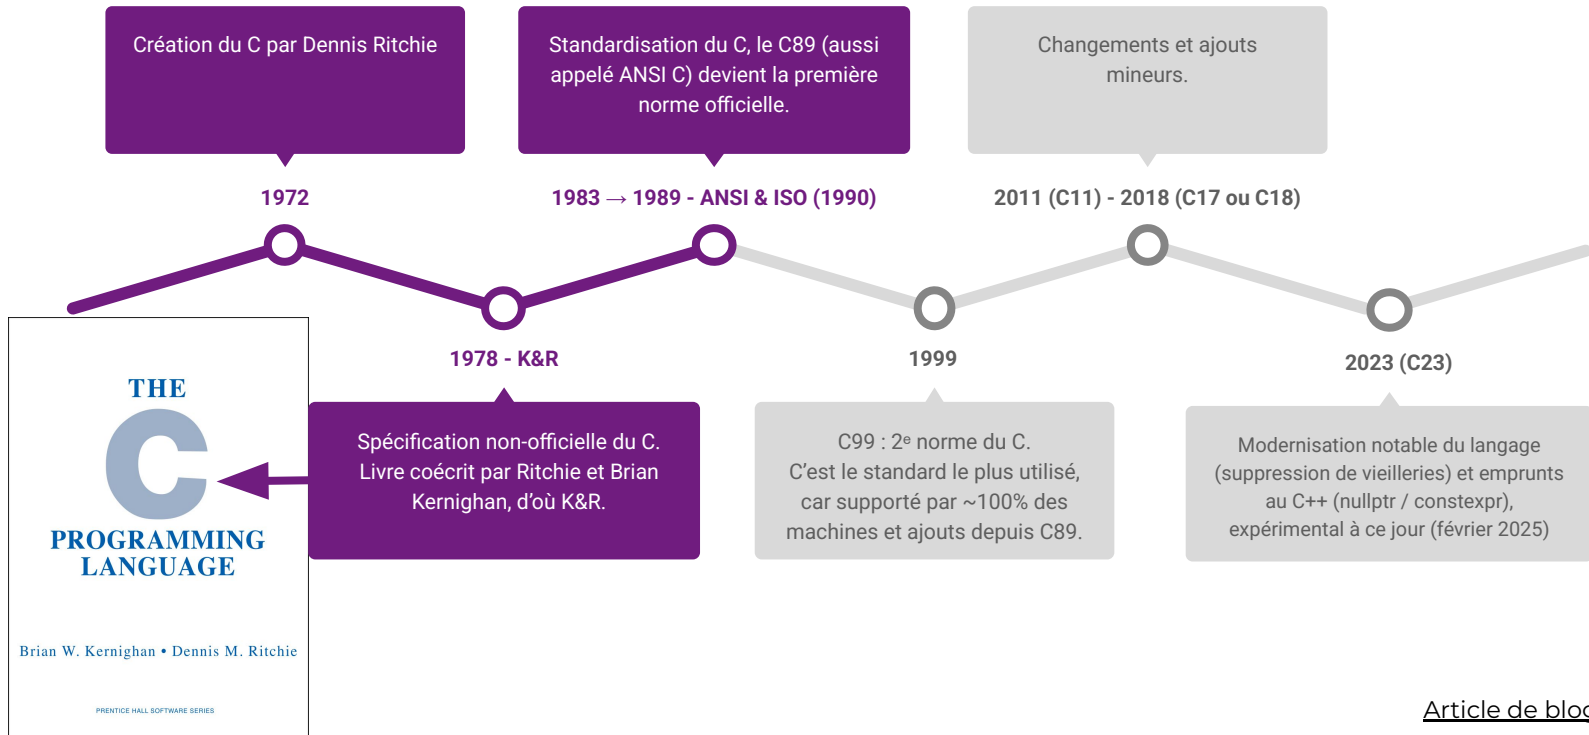 Création du C par Dennis Ritchie
Standardisation du C, le C89 (aussi
appelé ANSI C) devient la première
norme officielle.
Changements et ajouts
mineurs.
1972
1983 → 1989 - ANSI & ISO (1990)
2011 (C11) - 2018 (C17 ou C18)
1978 - K&R
1999
2023 (C23)
THE
C
PROGRAMMING
LANGUAGE
Brian W. Kernighan • Dennis M. Ritchie
PRENTICE HALL SOFTWARE SERIES
Spécification non-officielle du C.
Livre coécrit par Ritchie et Brian
Kernighan, d’où K&R.
C99 : 2ᵉ norme du C.
C’est le standard le plus utilisé,
car supporté par ~100% des
machines et ajouts depuis C89.
Modernisation notable du langage
(suppression de vieilleries) et emprunts
au C++ (nullptr / constexpr),
expérimental à ce jour (février 2025)
Article de blog